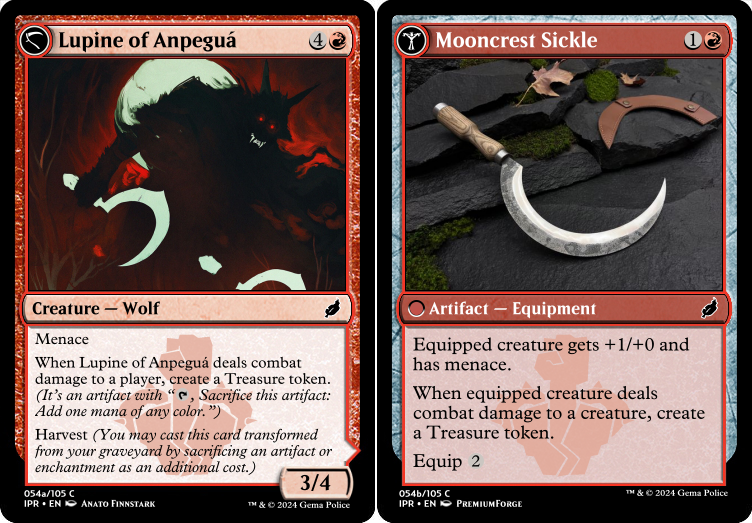 Lupine of Anpeguá 4
Creature — Wolf
Menace
When Lupine of Anpeguá deals combat
damage to a player, create a Treasure token.
(It's an artifact with “, Sacrifice this artifact:
Add one mana of any color.”)
Harvest (You may cast this card transformed
from your graveyard by sacrificing an artifact or
enchantment as an additional cost.)
3/4
054a/105 C
IPR • EN Anato Finnstark
™ & © 2024 Gema Police
Mooncrest Sickle 1
Artifact — Equipment
Equipped creature gets +1/+0 and
has menace.
When equipped creature deals
combat damage to a creature, create
a Treasure token.
Equip 2
054b/105 C
IPR • EN PremiumForge
™ & © 2024 Gema Police